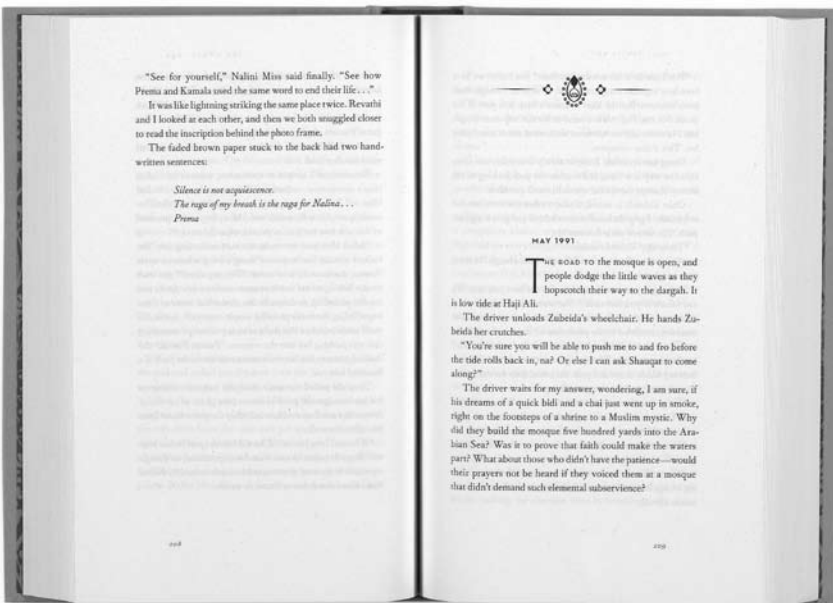 “See for yourself,” Nalini Miss said finally. “See how
Prema and Kamala used the same word to end their life . . .”
It was like lightning striking the same place twice. Revathi
and I looked at each other, and then we both snuggled closer
to read the inscription behind the photo frame.
The faded brown paper stuck to the back had two hand-
written sentences:
Silence is not acquiescence.
The raga of my breath is the raga for Nalina . . .
Prema
208
MAY 1991
THE ROAD TO the mosque is open, and
people dodge the little waves as they
hopscotch their way to the dargah. It
is low tide at Haji Ali.
The driver unloads Zubeida’s wheelchair. He hands Zu-
beida her crutches.
“You’re sure you will be able to push me to and fro before
the tide rolls back in, na? Or else I can ask Shauqat to come
along?”
The driver waits for my answer, wondering, I am sure, if
his dreams of a quick bidi and a chai just went up in smoke,
right on the footsteps of a shrine to a Muslim mystic. Why
did they build the mosque five hundred yards into the Ara-
bian Sea? Was it to prove that faith could make the waters
part? What about those who didn’t have the patience—would
their prayers not be heard if they voiced them at a mosque
that didn’t demand such elemental subservience?
209